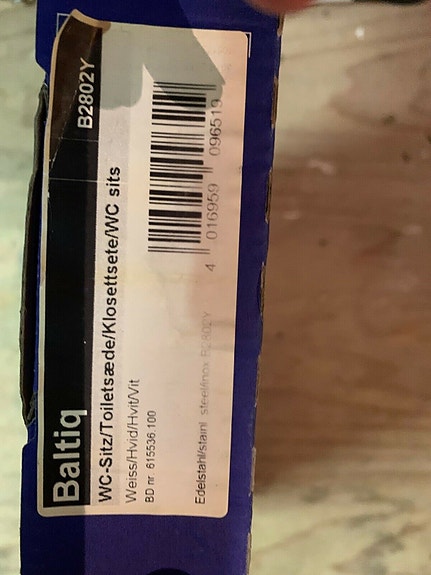 Baltiq B2802Y
WC-Sitz/Toiletsæde/Klosettsete/WC sits
Weiss/Hvid/Hvit/Vit
BD nr 615536.100
4 016959 096519
Edelstahl/stainl steel/inox B2802Y